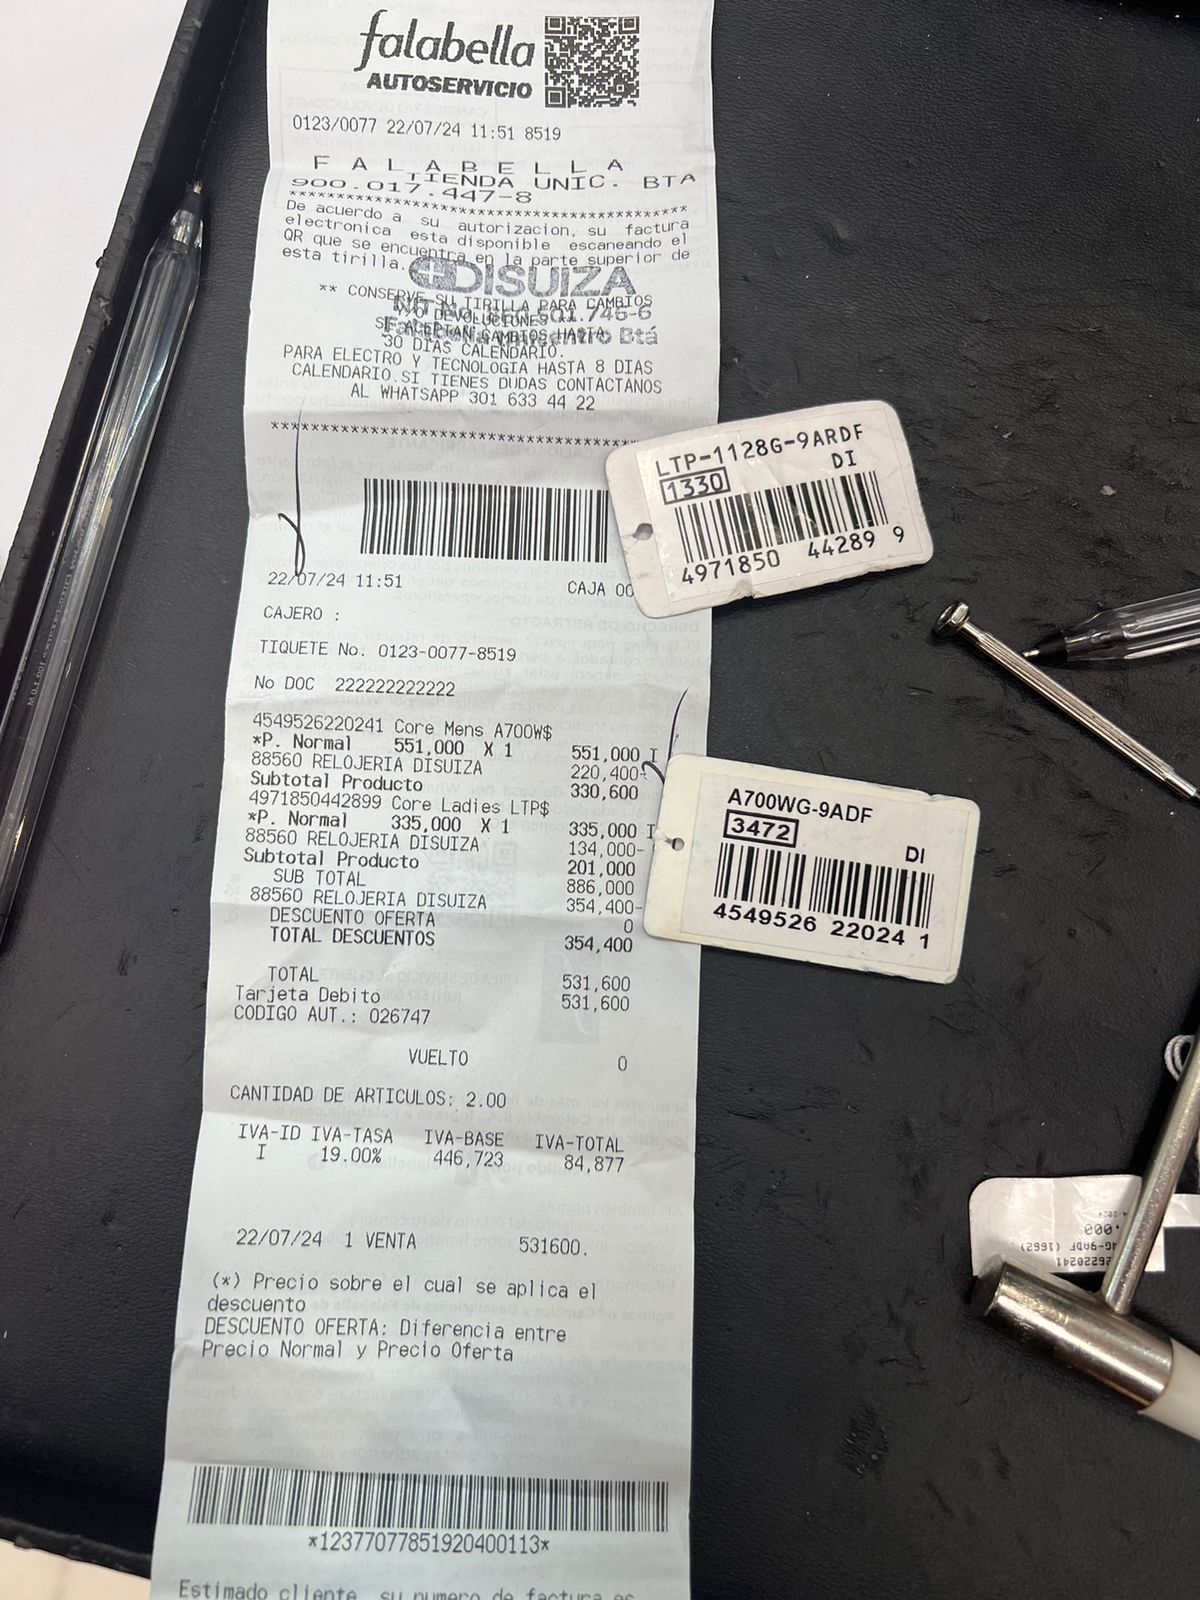 falabella
AUTOSERVICIO
0123/0077 22/07/24 11:51 8519
F A L A B E L L A
TIENDA UNIC. BTA
900.017.447-8
****************************************
De acuerdo a su autorizacion, su factura
electronica esta disponible escaneando el
QR que se encuentra en la parte superior de
esta tirilla.
DISUIZA
** CONSERVE SU TIRILLA PARA CAMBIOS
Y/O DEVOLUCIONES
SE ACEPTAN CAMBIOS HASTA
30 DIAS CALENDARIO.
Falabella Unicentro Btá
PARA ELECTRO Y TECNOLOGIA HASTA 8 DIAS
CALENDARIO.SI TIENES DUDAS CONTACTANOS
AL WHATSAPP 301 633 44 22
22/07/24 11:51 CAJA 00
CAJERO :
TIQUETE No. 0123-0077-8519
No DOC 222222222222
4549526220241 Core Mens A700W$
*P. Normal 551,000 X 1 551,000 I
88560 RELOJERIA DISUIZA 220,400-
Subtotal Producto 330,600
4971850442899 Core Ladies LTP$
*P. Normal 335,000 X 1 335,000 I
88560 RELOJERIA DISUIZA 134,000-
Subtotal Producto 201,000
SUB TOTAL 886,000
88560 RELOJERIA DISUIZA 354,400-
DESCUENTO OFERTA 0
TOTAL DESCUENTOS 354,400
TOTAL 531,600
Tarjeta Debito 531,600
CODIGO AUT.: 026747
VUELTO 0
CANTIDAD DE ARTICULOS: 2.00
IVA-ID IVA-TASA IVA-BASE IVA-TOTAL
I 19.00% 446,723 84,877
22/07/24 1 VENTA 531600.
(*) Precio sobre el cual se aplica el
descuento
DESCUENTO OFERTA: Diferencia entre
Precio Normal y Precio Oferta
*12377077851920400113*
Estimado cliente, su numero de factura es
LTP-1128G-9ARDF
1330 DI
4971850 44289 9
A700WG-9ADF
3472 DI
4549526 22024 1